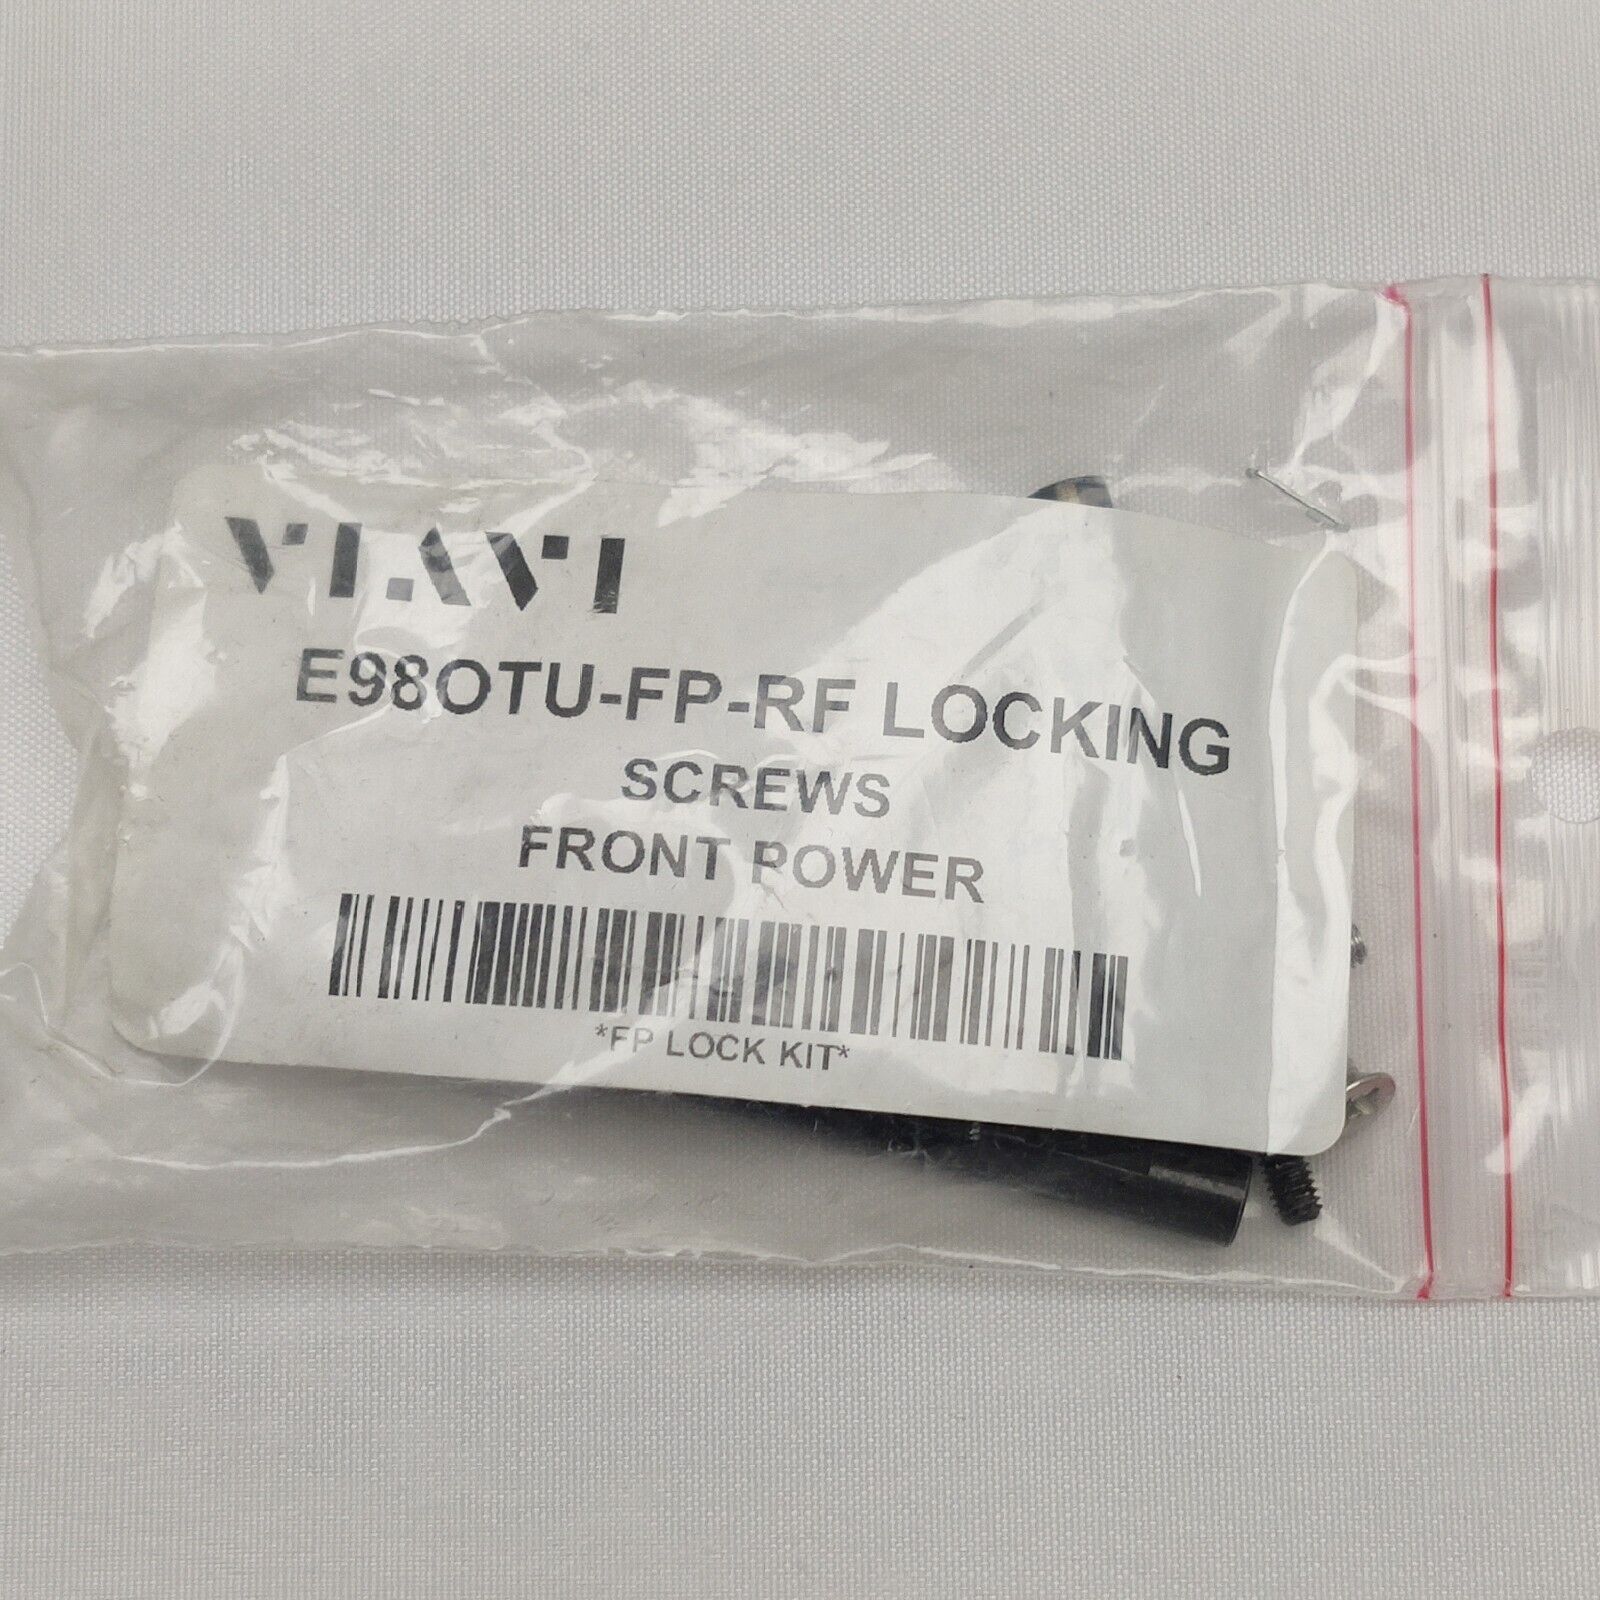 VIAVI
E98OTU-FP-RF LOCKING
SCREWS
FRONT POWER
*FP LOCK KIT*